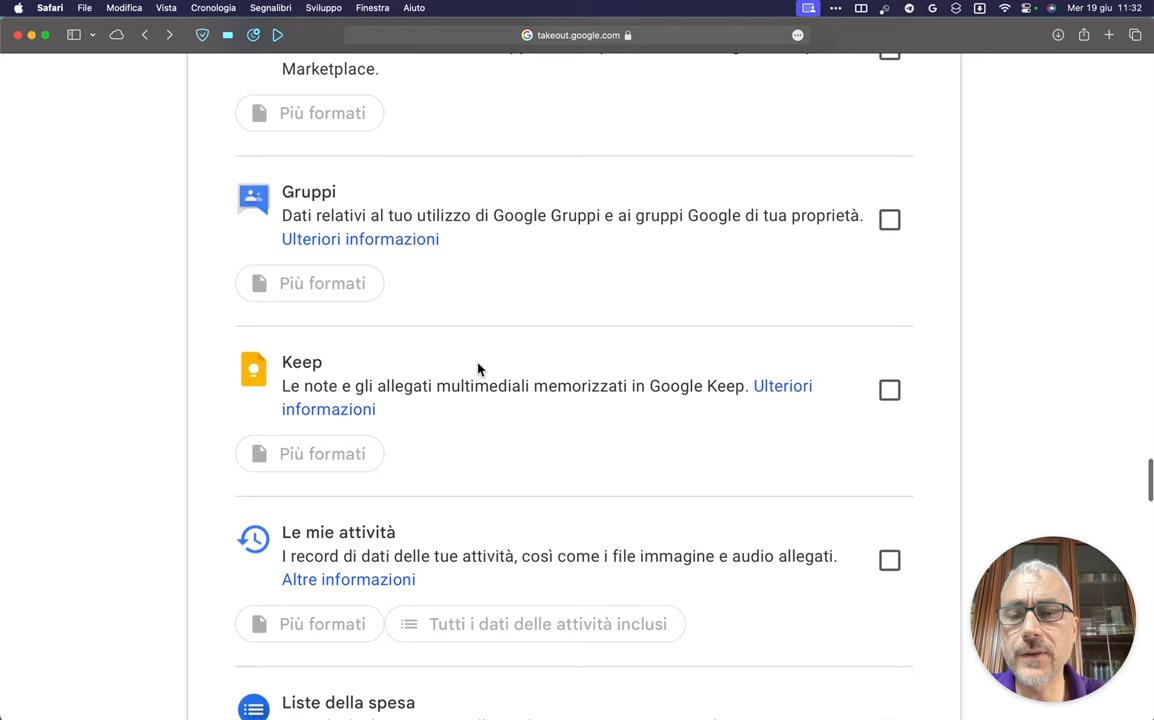 Safari File Modifica Vista Cronologia Segnalibri Sviluppo Finestra Aiuto Mer 19 giu 11:32
takeout.google.com
Marketplace.
Più formati
Gruppi
Dati relativi al tuo utilizzo di Google Gruppi e ai gruppi Google di tua proprietà.
Ulteriori informazioni
Più formati
Keep
Le note e gli allegati multimediali memorizzati in Google Keep. Ulteriori
informazioni
Più formati
Le mie attività
I record di dati delle tue attività, così come i file immagine e audio allegati.
Altre informazioni
Più formati Tutti i dati delle attività inclusi
Liste della spesa